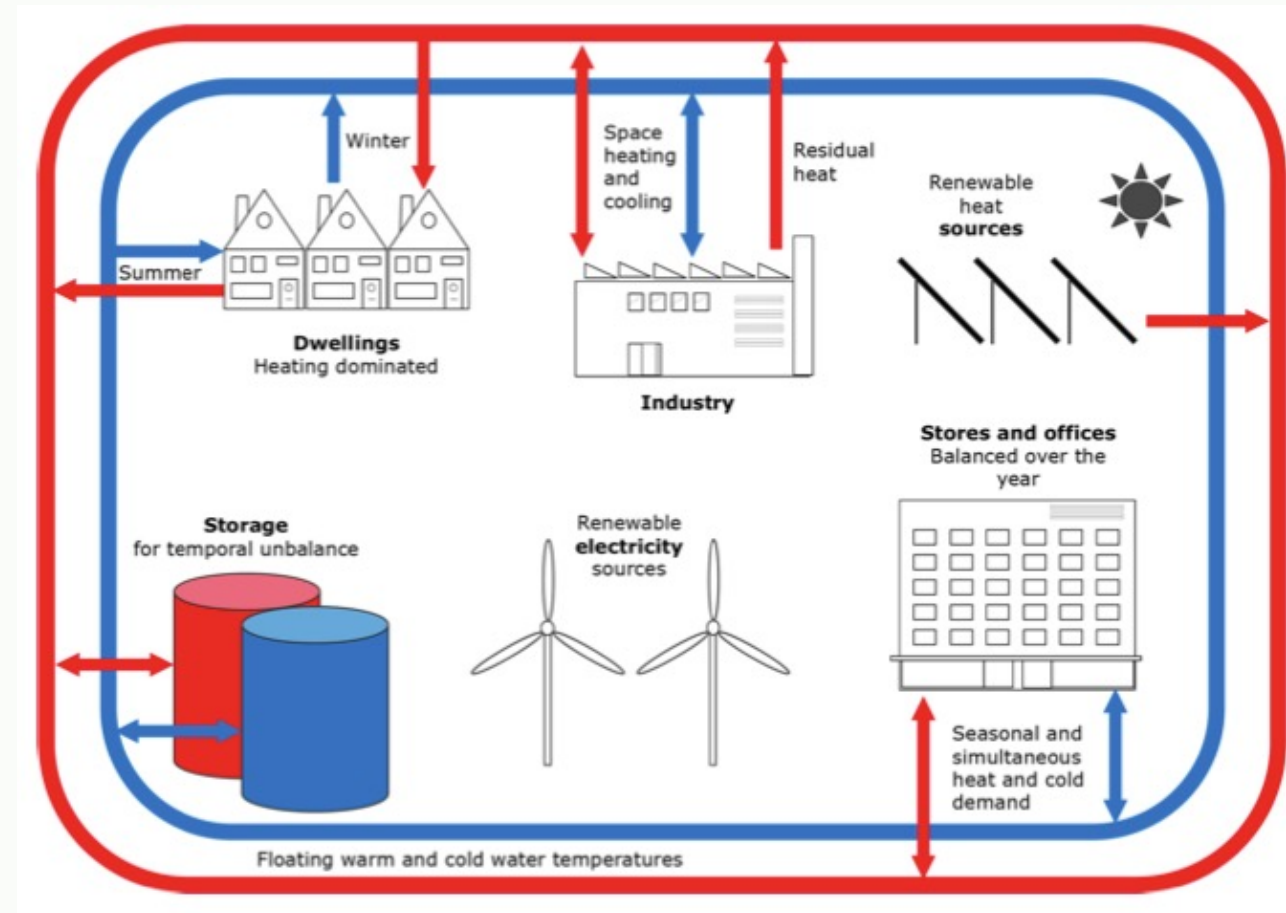 Winter
Summer
Dwellings
Heating dominated
Space
heating
and
cooling
Residual
heat
Industry
Renewable
heat
sources
Stores and offices
Balanced over the
year
Storage
for temporal unbalance
Renewable
electricity
sources
Seasonal and
simultaneous
heat and cold
demand
Floating warm and cold water temperatures